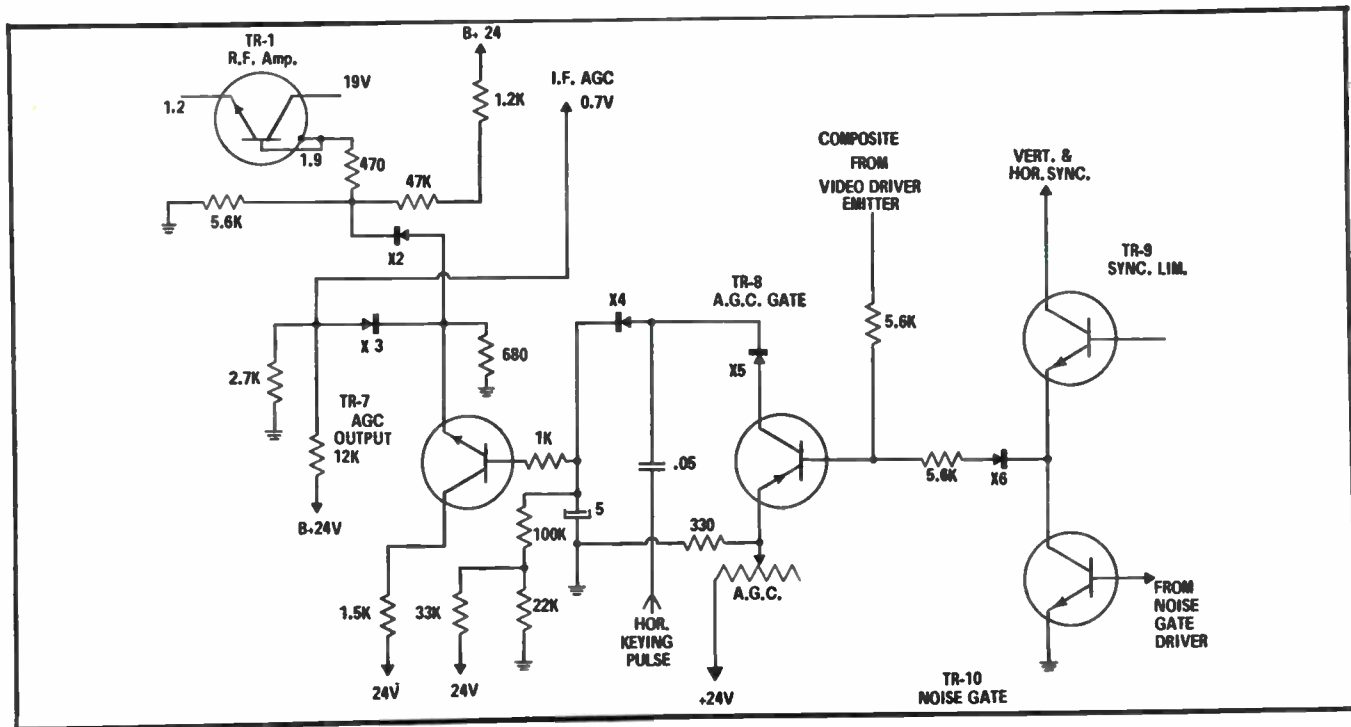 TR-1
R.F. Amp.
1.2
19V
1.9
470
B+ 24
1.2K
I.F. AGC
0.7V
47K
5.6K
X2
X 3
2.7K
TR-7
AGC
OUTPUT
12K
B+24V
680
1K
X4
TR-8
A.G.C. GATE
X5
.05
5
100K
330
A.G.C.
1.5K
33K
22K
HOR.
KEYING
PULSE
24V
24V
+24V
COMPOSITE
FROM
VIDEO DRIVER
EMITTER
5.6K
5.6K
X6
VERT. &
HOR. SYNC.
TR-9
SYNC. LIM.
FROM
NOISE
GATE
DRIVER
TR-10
NOISE GATE